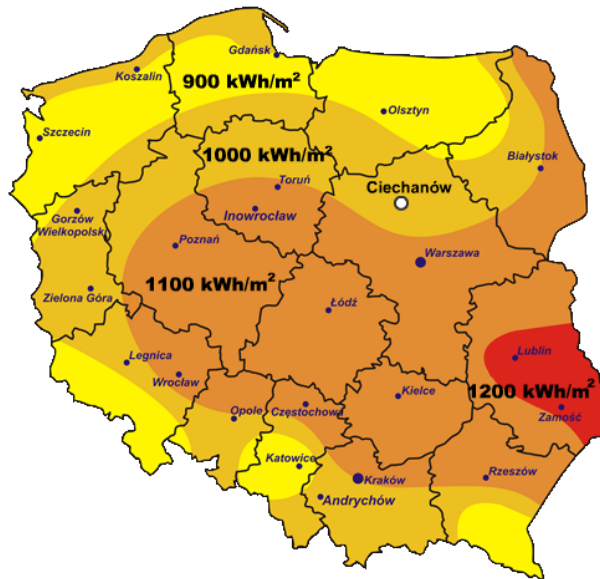 Gdańsk
Koszalin
900 kWh/m²
Olsztyn
Szczecin
1000 kWh/m²
Białystok
Toruń
Ciechanów
Inowrocław
Gorzów
Wielkopolski
Poznań
Warszawa
1100 kWh/m²
Zielona Góra
Łódź
Legnica
Lublin
Wrocław
Kielce
1200 kWh/m²
Opole
Częstochowa
Zamość
Katowice
Rzeszów
Kraków
Andrychów